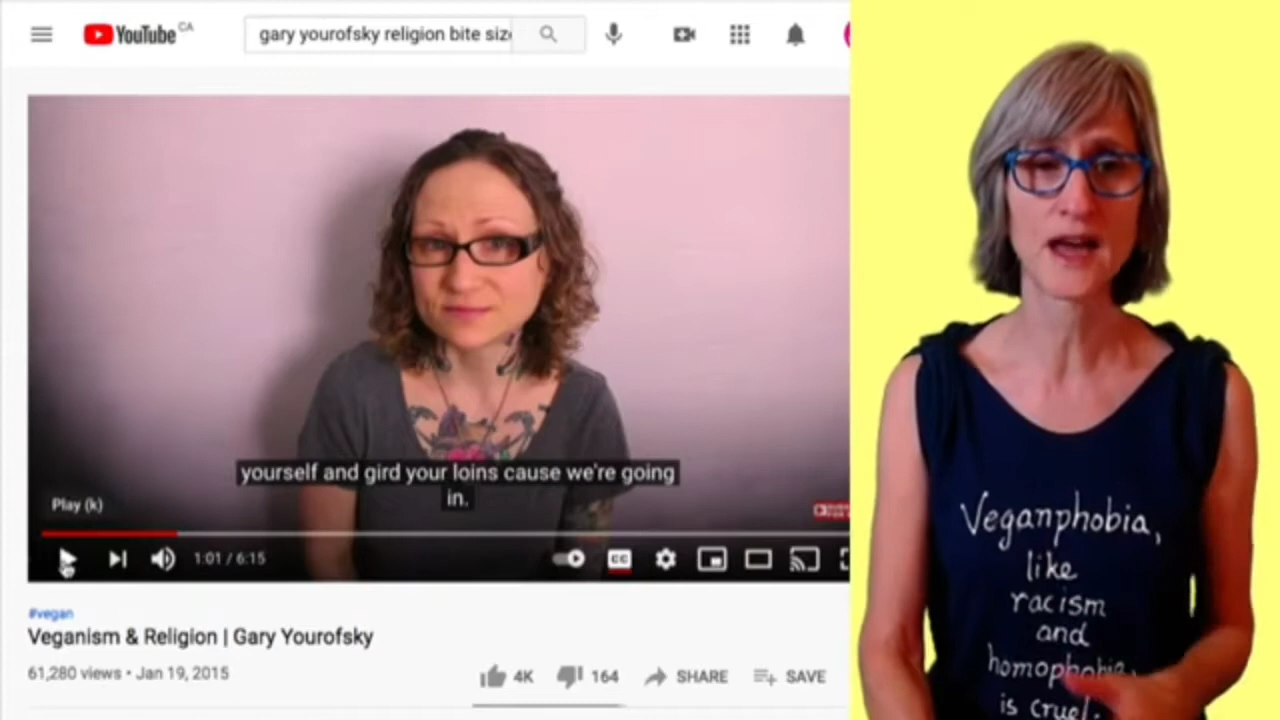 YouTube CA
gary yourofsky religion bite siz
yourself and gird your loins cause we're going
in.
Play (k)
1:01 / 6:15
CC
#vegan
Veganism & Religion | Gary Yourofsky
61,280 views • Jan 19, 2015
4K
164
SHARE
SAVE
Veganphobia,
like
racism
and
homophobia,
is cruel.